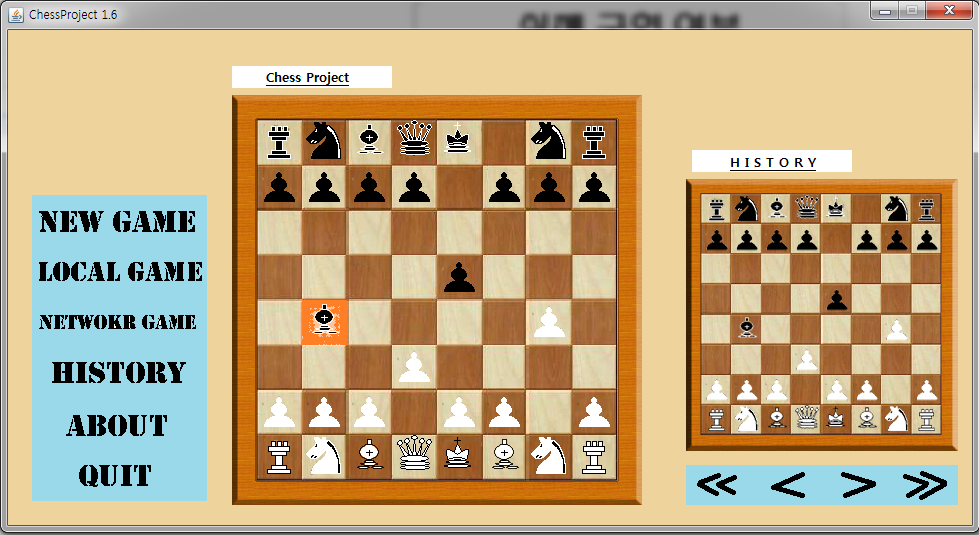 ChessProject 1.6
Chess Project
HISTORY
NEW GAME
LOCAL GAME
NETWOKR GAME
HISTORY
ABOUT
QUIT